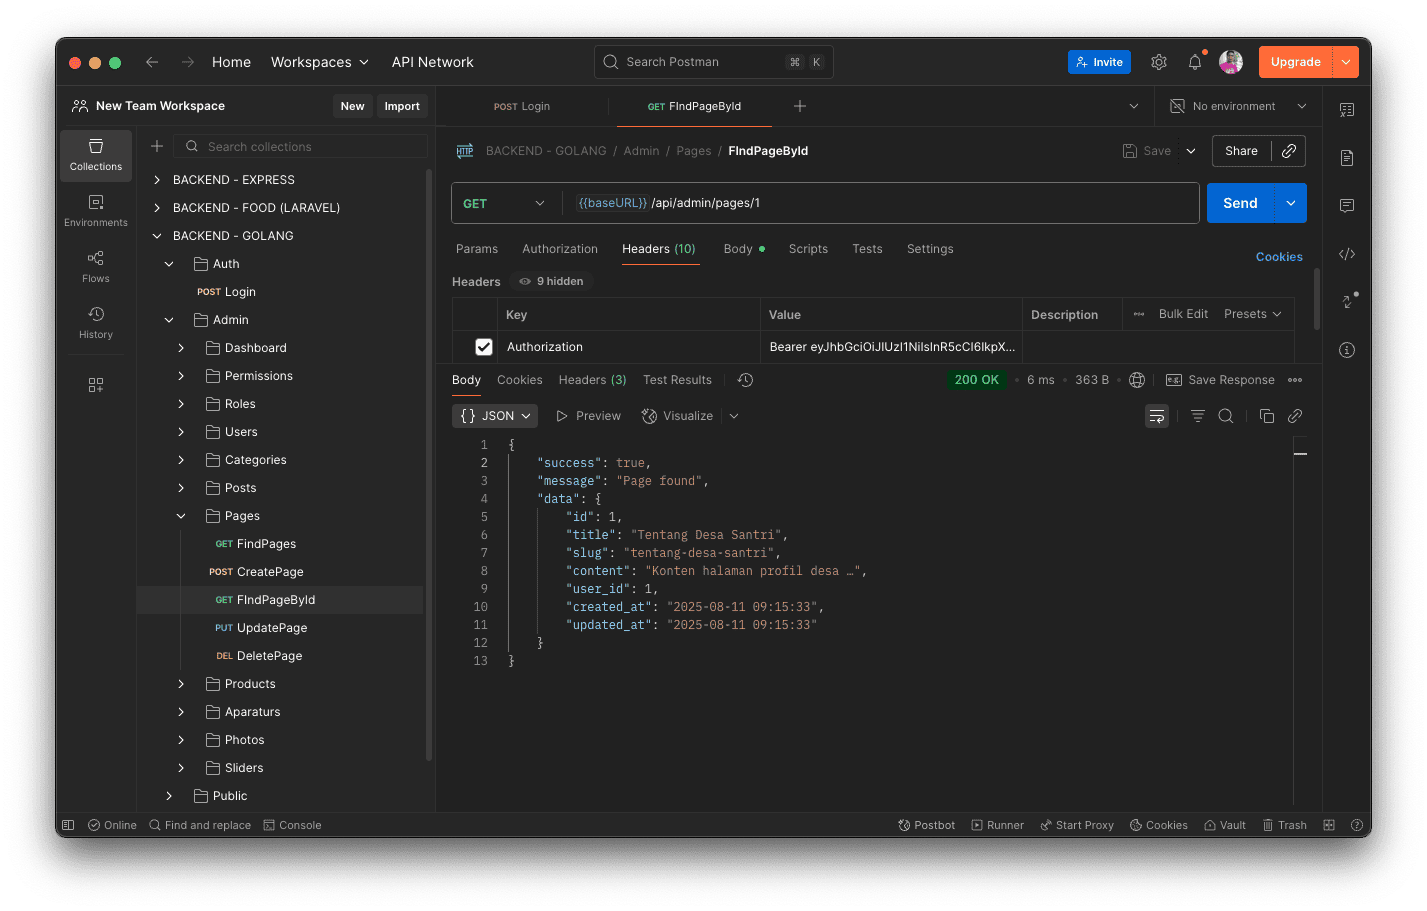 Home Workspaces API Network Search Postman ⌘ K Invite Upgrade
New Team Workspace New Import
POST Login GET FIndPageById No environment
Collections
Environments
Flows
History
Search collections
BACKEND - EXPRESS
BACKEND - FOOD (LARAVEL)
BACKEND - GOLANG
Auth
POST Login
Admin
Dashboard
Permissions
Roles
Users
Categories
Posts
Pages
GET FindPages
POST CreatePage
GET FIndPageById
PUT UpdatePage
DEL DeletePage
Products
Aparaturs
Photos
Sliders
Public
HTTP BACKEND - GOLANG / Admin / Pages / FIndPageById Save Share
GET {{baseURL}} /api/admin/pages/1 Send
Params Authorization Headers (10) Body Scripts Tests Settings Cookies
Headers 9 hidden
Key Value Description Bulk Edit Presets
Authorization Bearer eyJhbGciOiJIUzI1NiIsInR5cCI6IkpX...
Body Cookies Headers (3) Test Results 200 OK 6 ms 363 B e.g. Save Response
{} JSON Preview Visualize
1 {
2 "success": true,
3 "message": "Page found",
4 "data": {
5 "id": 1,
6 "title": "Tentang Desa Santri",
7 "slug": "tentang-desa-santri",
8 "content": "Konten halaman profil desa …",
9 "user_id": 1,
10 "created_at": "2025-08-11 09:15:33",
11 "updated_at": "2025-08-11 09:15:33"
12 }
13 }
Online Find and replace Console Postbot Runner Start Proxy Cookies Vault Trash